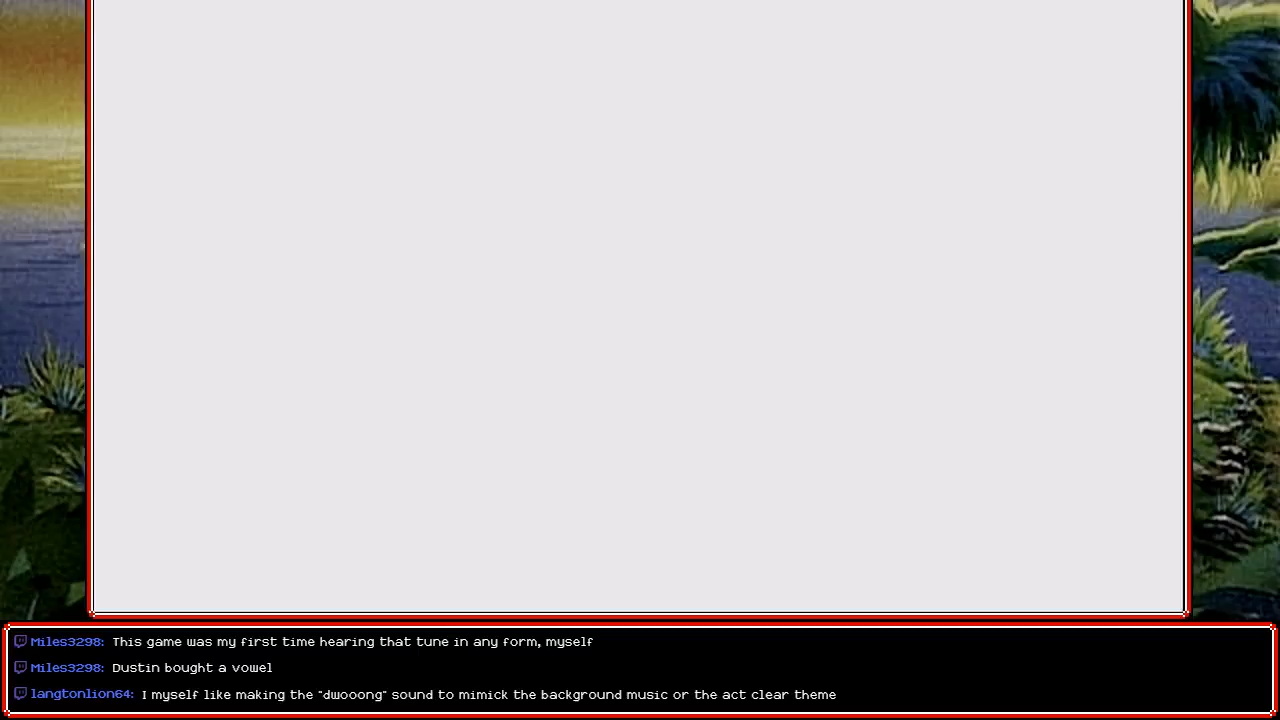 Miles3298: This game was my first time hearing that tune in any form, myself
Miles3298: Dustin bought a vowel
langtonlion64: I myself like making the "dwooong" sound to mimick the background music or the act clear theme